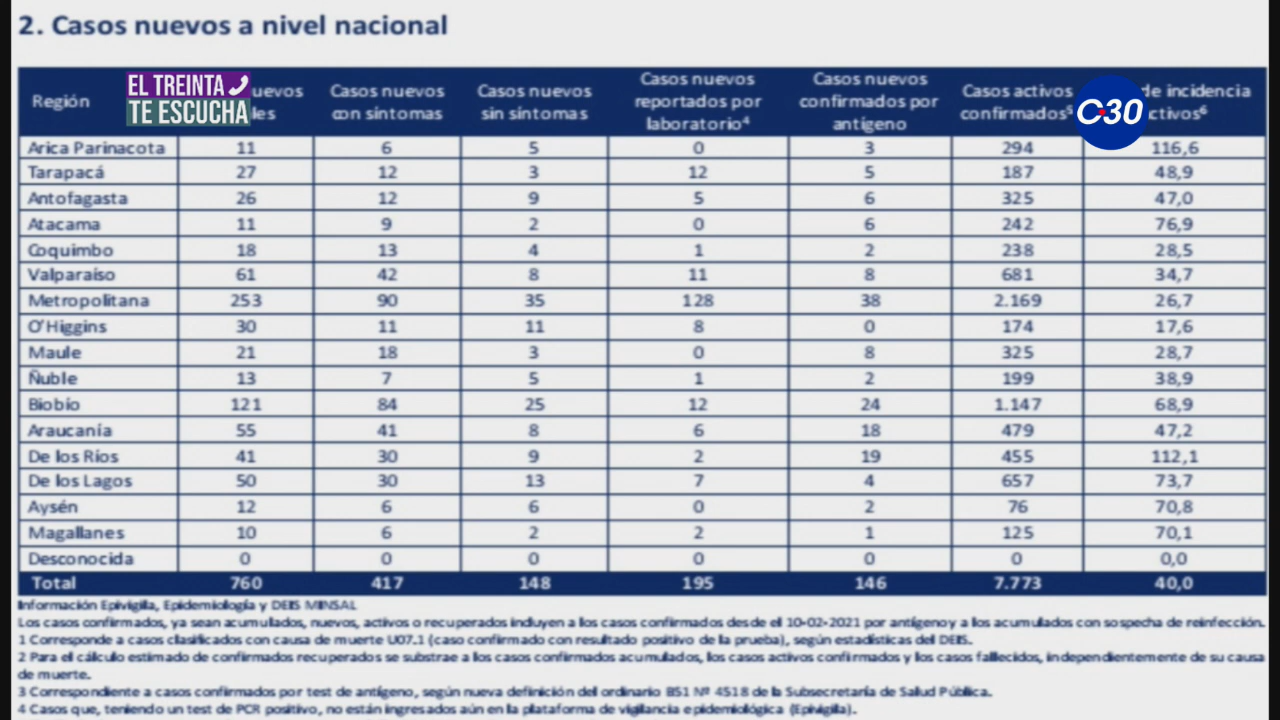 2. Casos nuevos a nivel nacional
EL TREINTA
TE ESCUCHA
C30
Región uevos les Casos nuevos con síntomas Casos nuevos sin síntomas Casos nuevos reportados por laboratorio⁴ Casos nuevos confirmados por antígeno Casos activos confirmados⁵ de incidencia ctivos⁶
Arica Parinacota 11 6 5 0 3 294 116,6
Tarapacá 27 12 3 12 5 187 48,9
Antofagasta 26 12 9 5 6 325 47,0
Atacama 11 9 2 0 6 242 76,9
Coquimbo 18 13 4 1 2 238 28,5
Valparaíso 61 42 8 11 8 681 34,7
Metropolitana 253 90 35 128 38 2.169 26,7
O'Higgins 30 11 11 8 0 174 17,6
Maule 21 18 3 0 8 325 28,7
Ñuble 13 7 5 1 2 199 38,9
Biobío 121 84 25 12 24 1.147 68,9
Araucanía 55 41 8 6 18 479 47,2
De los Ríos 41 30 9 2 19 455 112,1
De los Lagos 50 30 13 7 4 657 73,7
Aysén 12 6 6 0 2 76 70,8
Magallanes 10 6 2 2 1 125 70,1
Desconocida 0 0 0 0 0 0 0,0
Total 760 417 148 195 146 7.773 40,0
Información Epivigilia, Epidemiología y DEIS MINSAL
Los casos confirmados, ya sean acumulados, nuevos, activos o recuperados incluyen a los casos confirmados desde el 10-02-2021 por antígeno y a los acumulados con sospecha de reinfección.
1 Corresponde a casos clasificados con causa de muerte U07.1 (caso confirmado con resultado positivo de la prueba), según estadísticas del DEIS.
2 Para el cálculo estimado de confirmados recuperados se substrae a los casos confirmados acumulados, los casos activos confirmados y los casos fallecidos, independientemente de su causa
de muerte.
3 Correspondiente a casos confirmados por test de antígeno, según nueva definición del ordinario B51 Nº 4518 de la Subsecretaría de Salud Pública.
4 Casos que, teniendo un test de PCR positivo, no están ingresados aún en la plataforma de vigilancia epidemiológica (Epivigila).